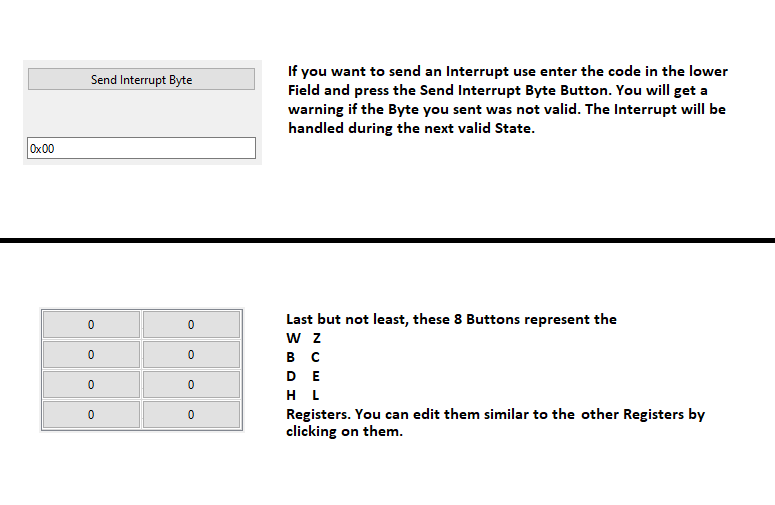 Send Interrupt Byte
0x00
If you want to send an Interrupt use enter the code in the lower
Field and press the Send Interrupt Byte Button. You will get a
warning if the Byte you sent was not valid. The Interrupt will be
handled during the next valid State.
0 0
0 0
0 0
0 0
Last but not least, these 8 Buttons represent the
W Z
B C
D E
H L
Registers. You can edit them similar to the other Registers by
clicking on them.